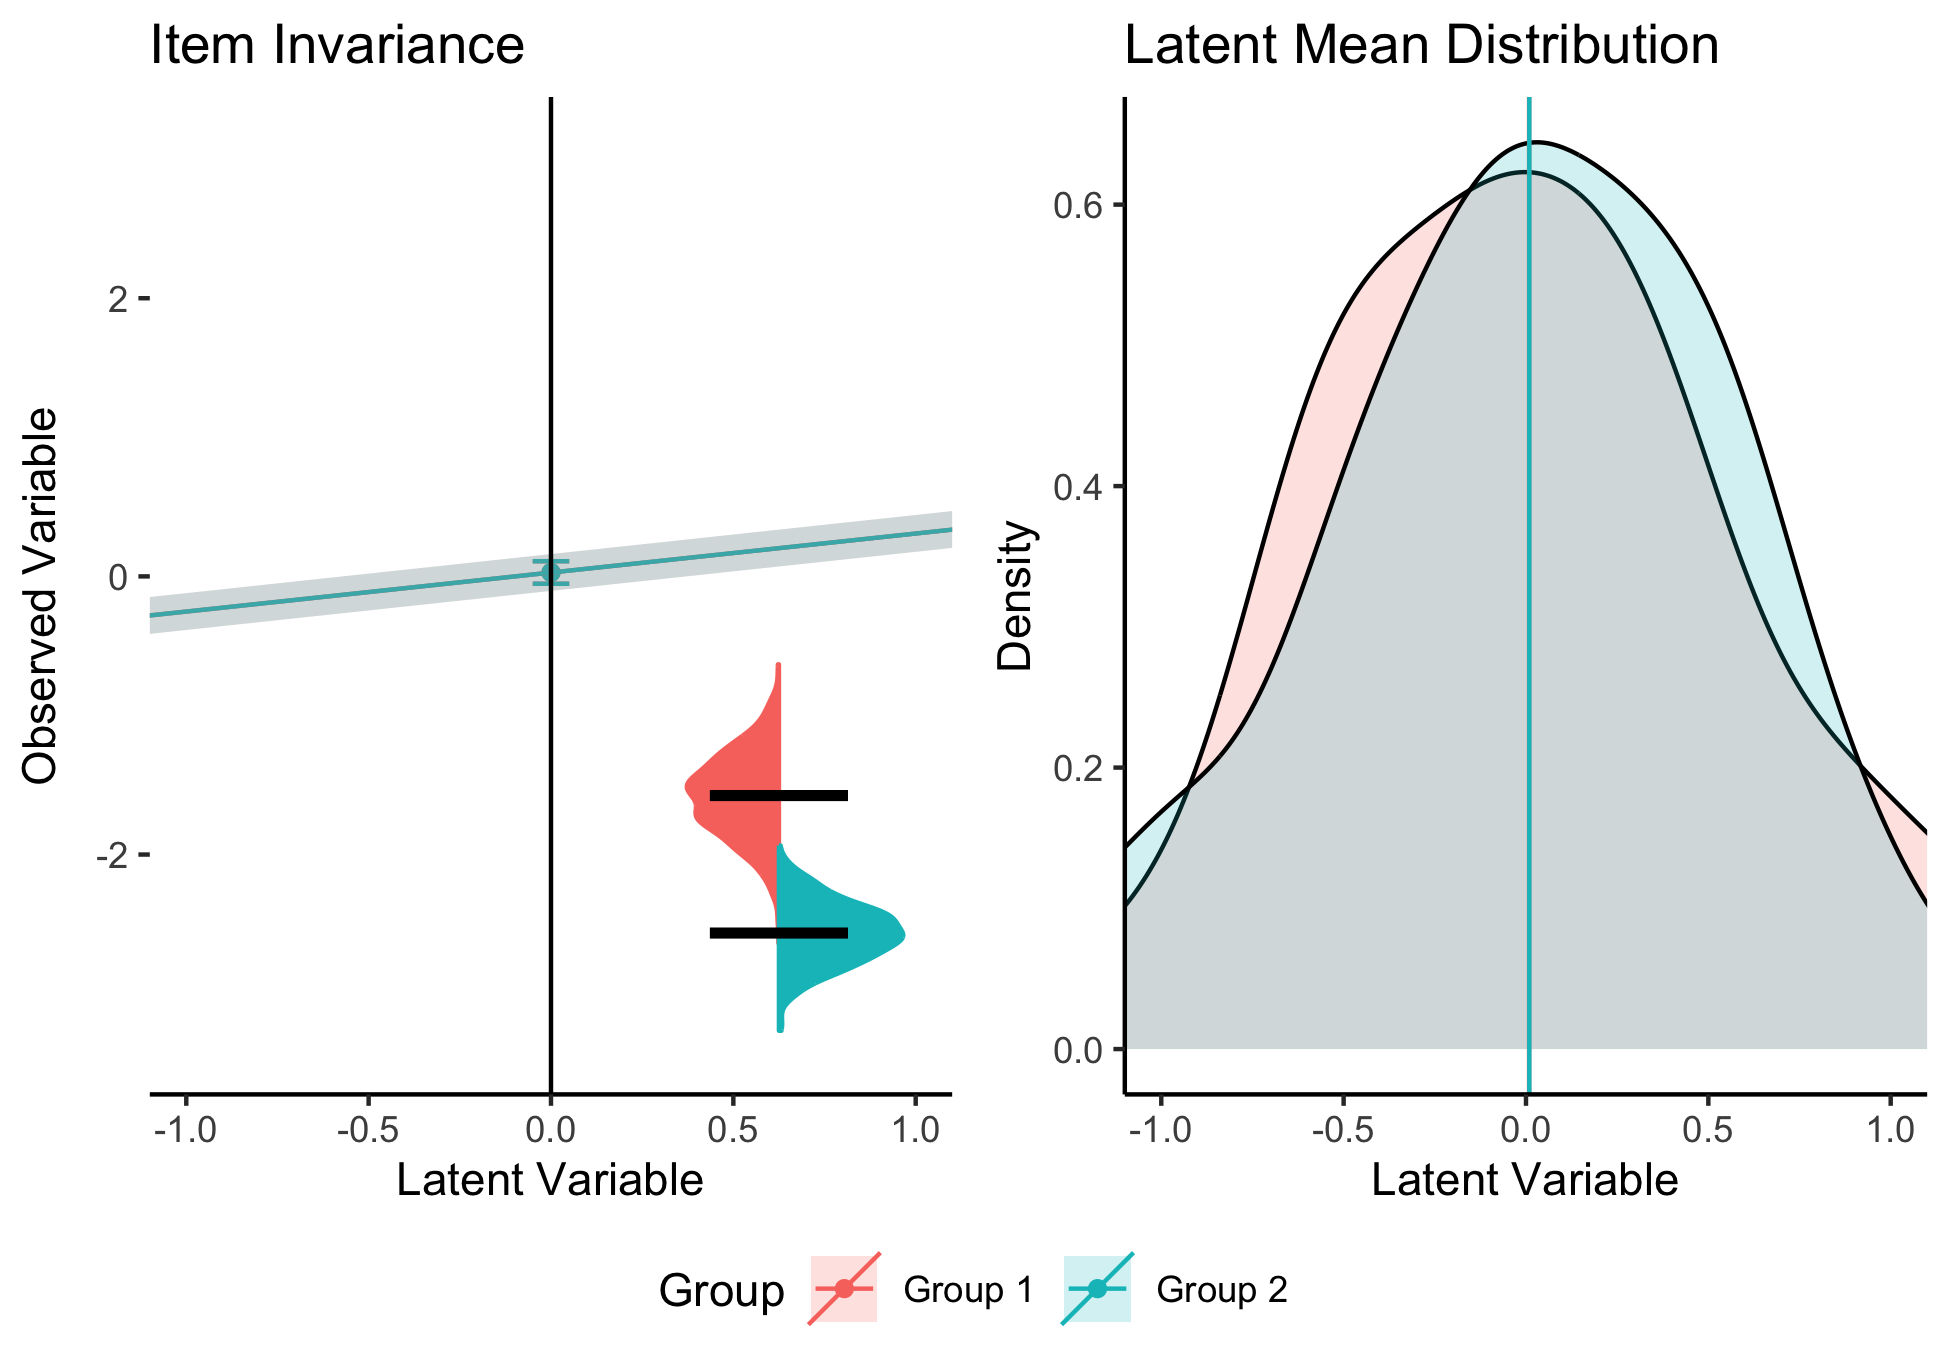 Item Invariance
Observed Variable
2
0
-2
-1.0 -0.5 0.0 0.5 1.0
Latent Variable
Latent Mean Distribution
Density
0.6
0.4
0.2
0.0
-1.0 -0.5 0.0 0.5 1.0
Latent Variable
Group Group 1 Group 2